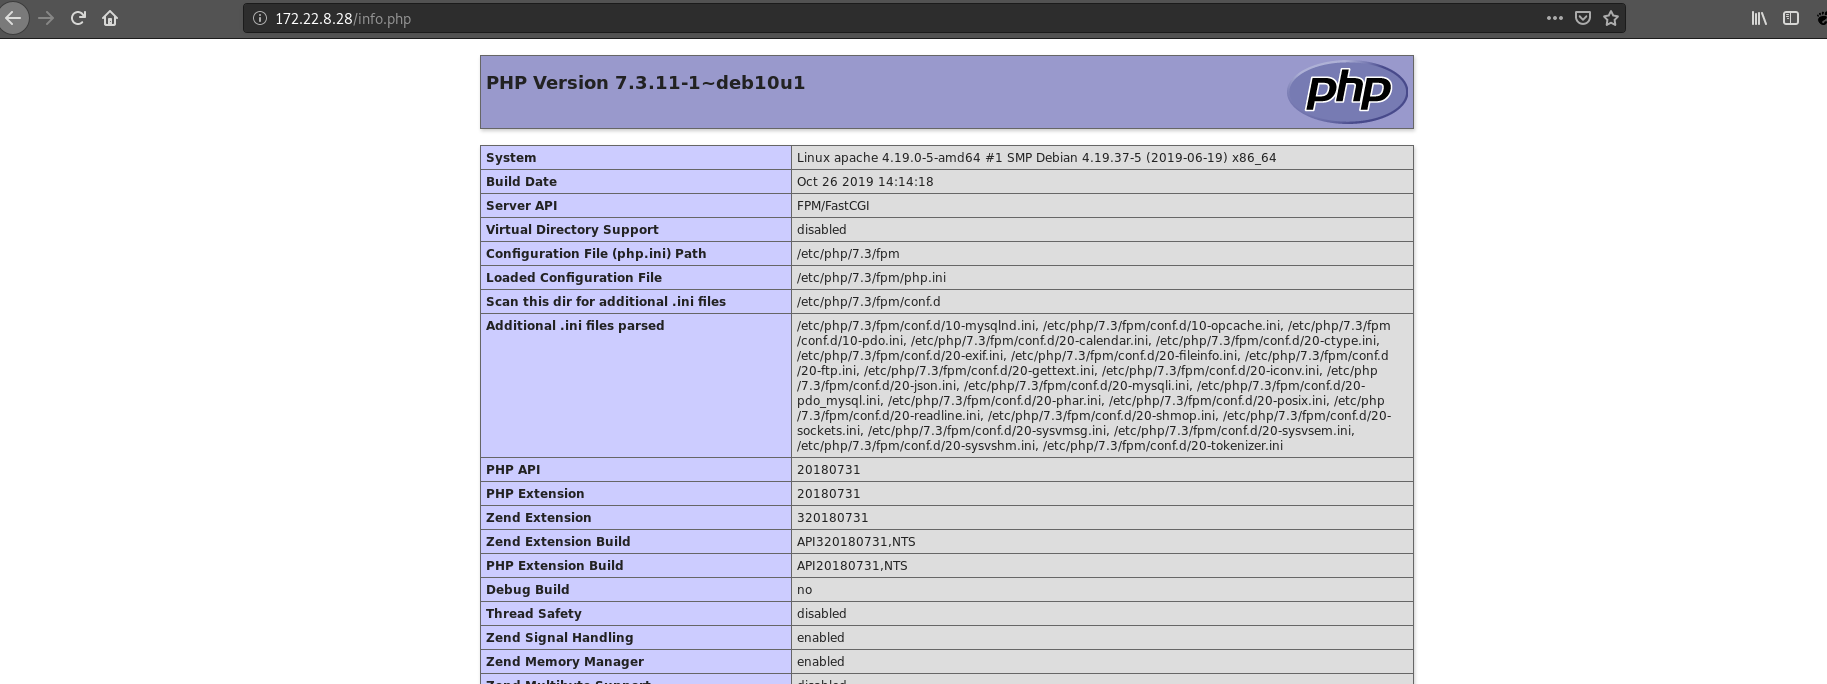 172.22.8.28/info.php
PHP Version 7.3.11-1~deb10u1
php
System Linux apache 4.19.0-5-amd64 #1 SMP Debian 4.19.37-5 (2019-06-19) x86_64
Build Date Oct 26 2019 14:14:18
Server API FPM/FastCGI
Virtual Directory Support disabled
Configuration File (php.ini) Path /etc/php/7.3/fpm
Loaded Configuration File /etc/php/7.3/fpm/php.ini
Scan this dir for additional .ini files /etc/php/7.3/fpm/conf.d
Additional .ini files parsed /etc/php/7.3/fpm/conf.d/10-mysqlnd.ini, /etc/php/7.3/fpm/conf.d/10-opcache.ini, /etc/php/7.3/fpm
/conf.d/10-pdo.ini, /etc/php/7.3/fpm/conf.d/20-calendar.ini, /etc/php/7.3/fpm/conf.d/20-ctype.ini,
/etc/php/7.3/fpm/conf.d/20-exif.ini, /etc/php/7.3/fpm/conf.d/20-fileinfo.ini, /etc/php/7.3/fpm/conf.d
/20-ftp.ini, /etc/php/7.3/fpm/conf.d/20-gettext.ini, /etc/php/7.3/fpm/conf.d/20-iconv.ini, /etc/php
/7.3/fpm/conf.d/20-json.ini, /etc/php/7.3/fpm/conf.d/20-mysqli.ini, /etc/php/7.3/fpm/conf.d/20-
pdo_mysql.ini, /etc/php/7.3/fpm/conf.d/20-phar.ini, /etc/php/7.3/fpm/conf.d/20-posix.ini, /etc/php
/7.3/fpm/conf.d/20-readline.ini, /etc/php/7.3/fpm/conf.d/20-shmop.ini, /etc/php/7.3/fpm/conf.d/20-
sockets.ini, /etc/php/7.3/fpm/conf.d/20-sysvmsg.ini, /etc/php/7.3/fpm/conf.d/20-sysvsem.ini,
/etc/php/7.3/fpm/conf.d/20-sysvshm.ini, /etc/php/7.3/fpm/conf.d/20-tokenizer.ini
PHP API 20180731
PHP Extension 20180731
Zend Extension 320180731
Zend Extension Build API320180731,NTS
PHP Extension Build API20180731,NTS
Debug Build no
Thread Safety disabled
Zend Signal Handling enabled
Zend Memory Manager enabled
Zend Multibyte Support disabled